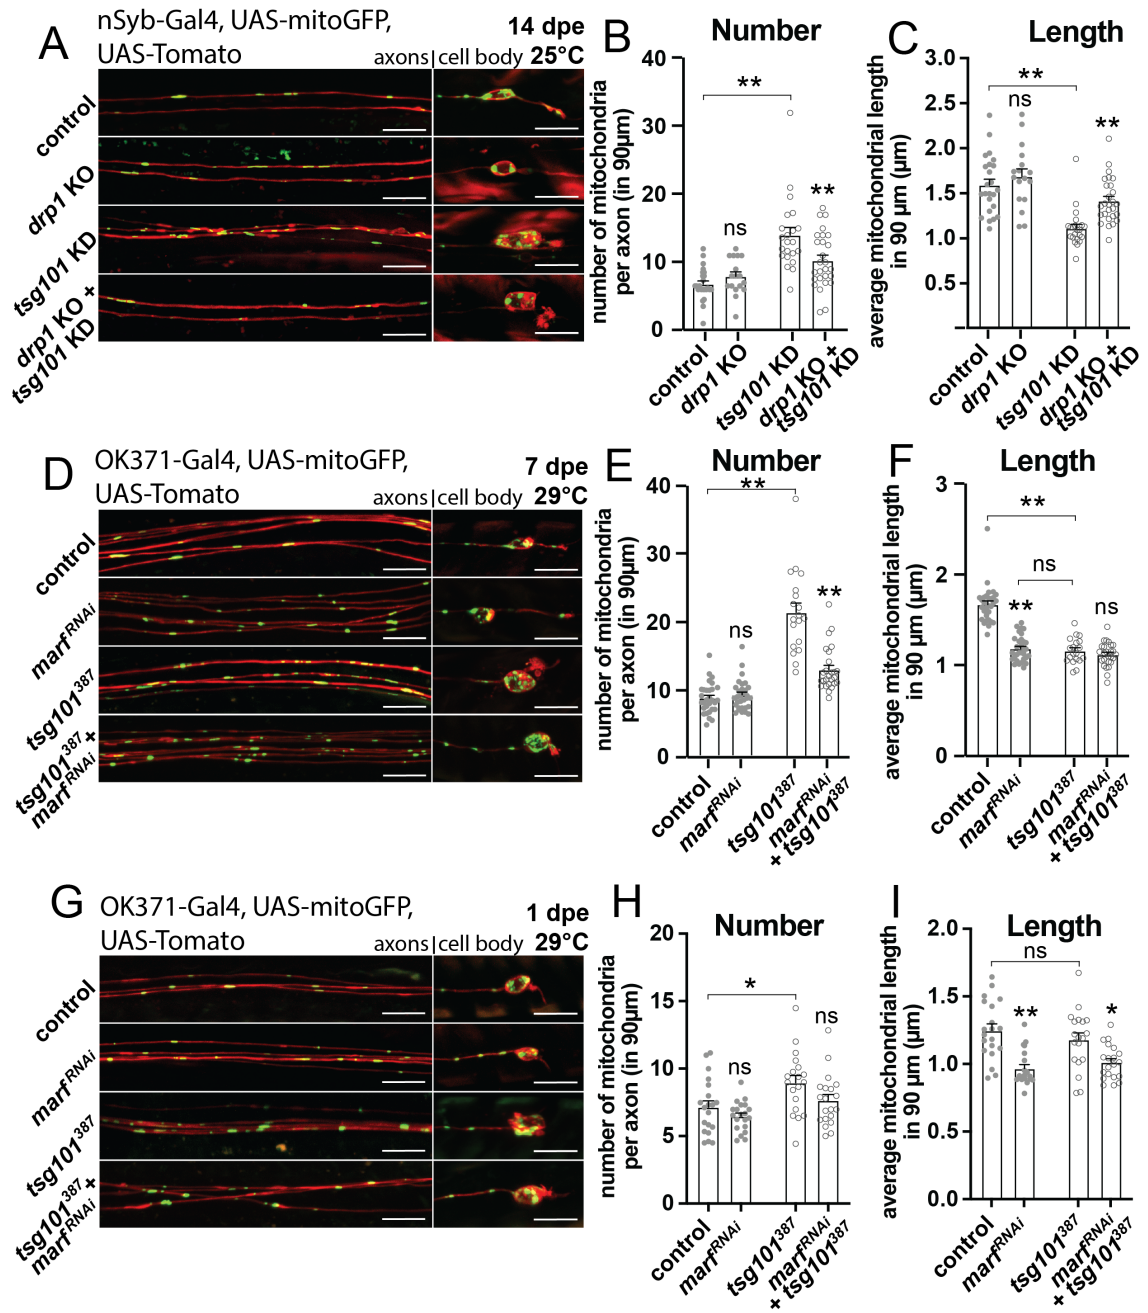 A
nSyb-Gal4, UAS-mitoGFP,
UAS-Tomato
14 dpe
25°C
axons|cell body
control
drp1 KO
tsg101 KD
drp1 KO +
tsg101 KD
B
Number
number of mitochondria
per axon (in 90µm)
40
30
20
10
0
**
ns
**
control
drp1 KO
tsg101 KD
drp1 KO +
tsg101 KD
C
Length
average mitochondrial length
in 90 µm (µm)
3.0
2.5
2.0
1.5
1.0
0.5
**
ns
**
control
drp1 KO
tsg101 KD
drp1 KO +
tsg101 KD
D
OK371-Gal4, UAS-mitoGFP,
UAS-Tomato
7 dpe
29°C
axons|cell body
control
marf RNAi
tsg101 387
tsg101 387 +
marf RNAi
E
Number
number of mitochondria
per axon (in 90µm)
40
30
20
10
0
**
ns
**
control
marf RNAi
tsg101 387
marf RNAi
+ tsg101 387
F
Length
average mitochondrial length
in 90 µm (µm)
3
2
1
0
**
ns
**
ns
control
marf RNAi
tsg101 387
marf RNAi
+ tsg101 387
G
OK371-Gal4, UAS-mitoGFP,
UAS-Tomato
1 dpe
29°C
axons|cell body
control
marf RNAi
tsg101 387
tsg101 387 +
marf RNAi
H
Number
number of mitochondria
per axon (in 90µm)
20
15
10
5
0
*
ns
ns
control
marf RNAi
tsg101 387
marf RNAi
+ tsg101 387
I
Length
average mitochondrial length
in 90 µm (µm)
2.0
1.5
1.0
0.5
0.0
ns
**
*
control
marf RNAi
tsg101 387
marf RNAi
+ tsg101 387